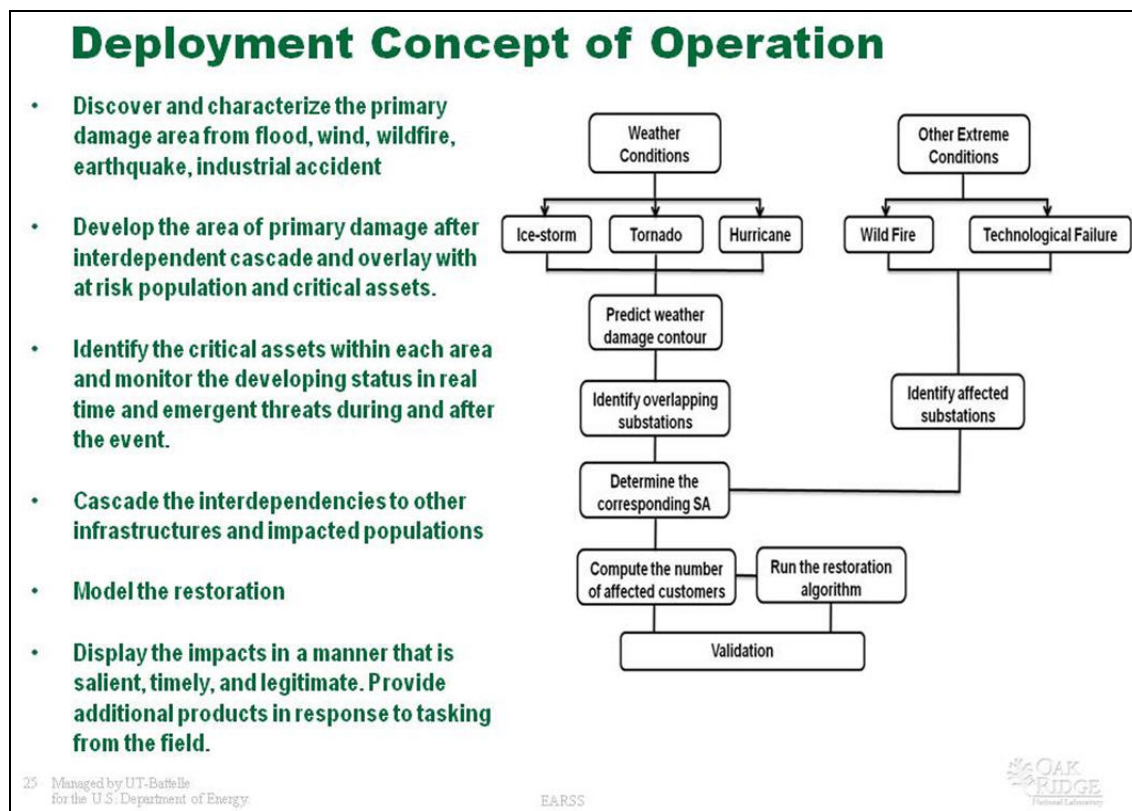 Deployment Concept of Operation
• Discover and characterize the primary
damage area from flood, wind, wildfire,
earthquake, industrial accident
• Develop the area of primary damage after
interdependent cascade and overlay with
at risk population and critical assets.
• Identify the critical assets within each area
and monitor the developing status in real
time and emergent threats during and after
the event.
• Cascade the interdependencies to other
infrastructures and impacted populations
• Model the restoration
• Display the impacts in a manner that is
salient, timely, and legitimate. Provide
additional products in response to tasking
from the field.
Weather
Conditions
Other Extreme
Conditions
Ice-storm
Tornado
Hurricane
Wild Fire
Technological Failure
Predict weather
damage contour
Identify overlapping
substations
Identify affected
substations
Determine the
corresponding SA
Compute the number
of affected customers
Run the restoration
algorithm
Validation
25 Managed by UT-Battelle
for the U.S. Department of Energy
EARSS
OAK
RIDGE
National Laboratory